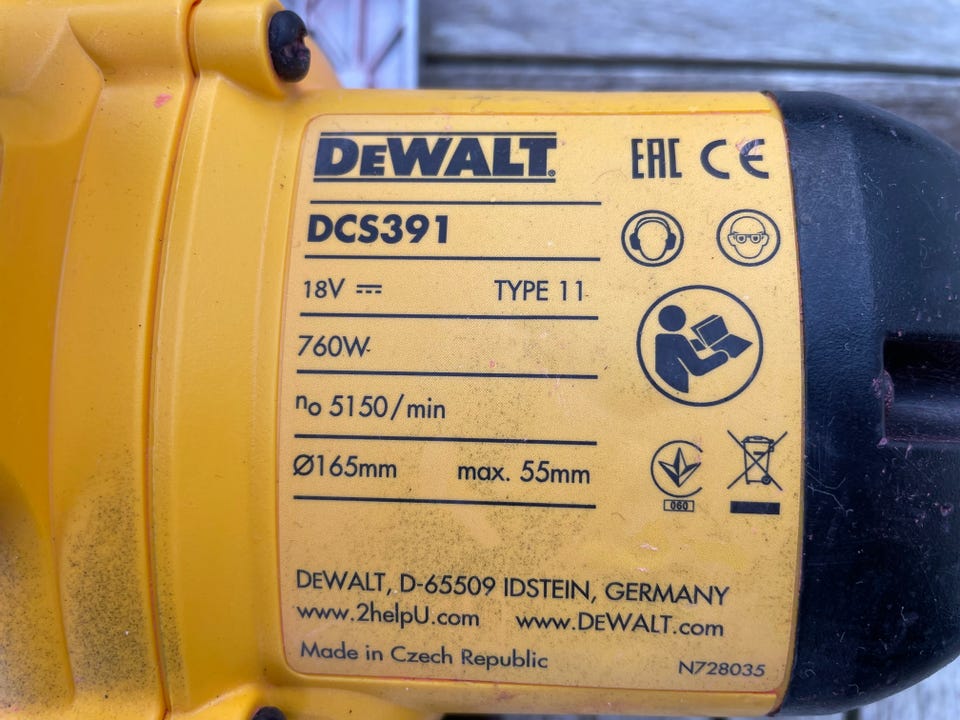 DEWALT
EAC CE
DCS391
18V TYPE 11
760W
no 5150/min
Ø165mm max. 55mm
060
DEWALT, D-65509 IDSTEIN, GERMANY
www.2helpU.com www.DEWALT.com
Made in Czech Republic N728035